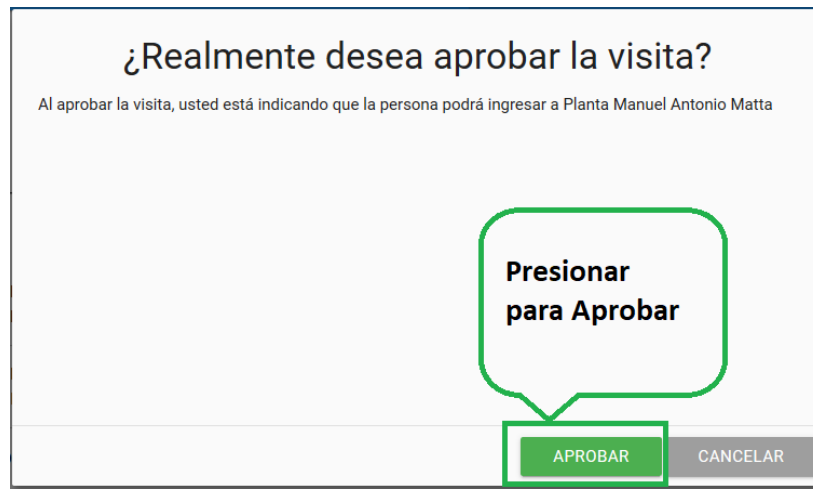 ¿Realmente desea aprobar la visita?
Al aprobar la visita, usted está indicando que la persona podrá ingresar a Planta Manuel Antonio Matta
Presionar
para Aprobar
APROBAR
CANCELAR